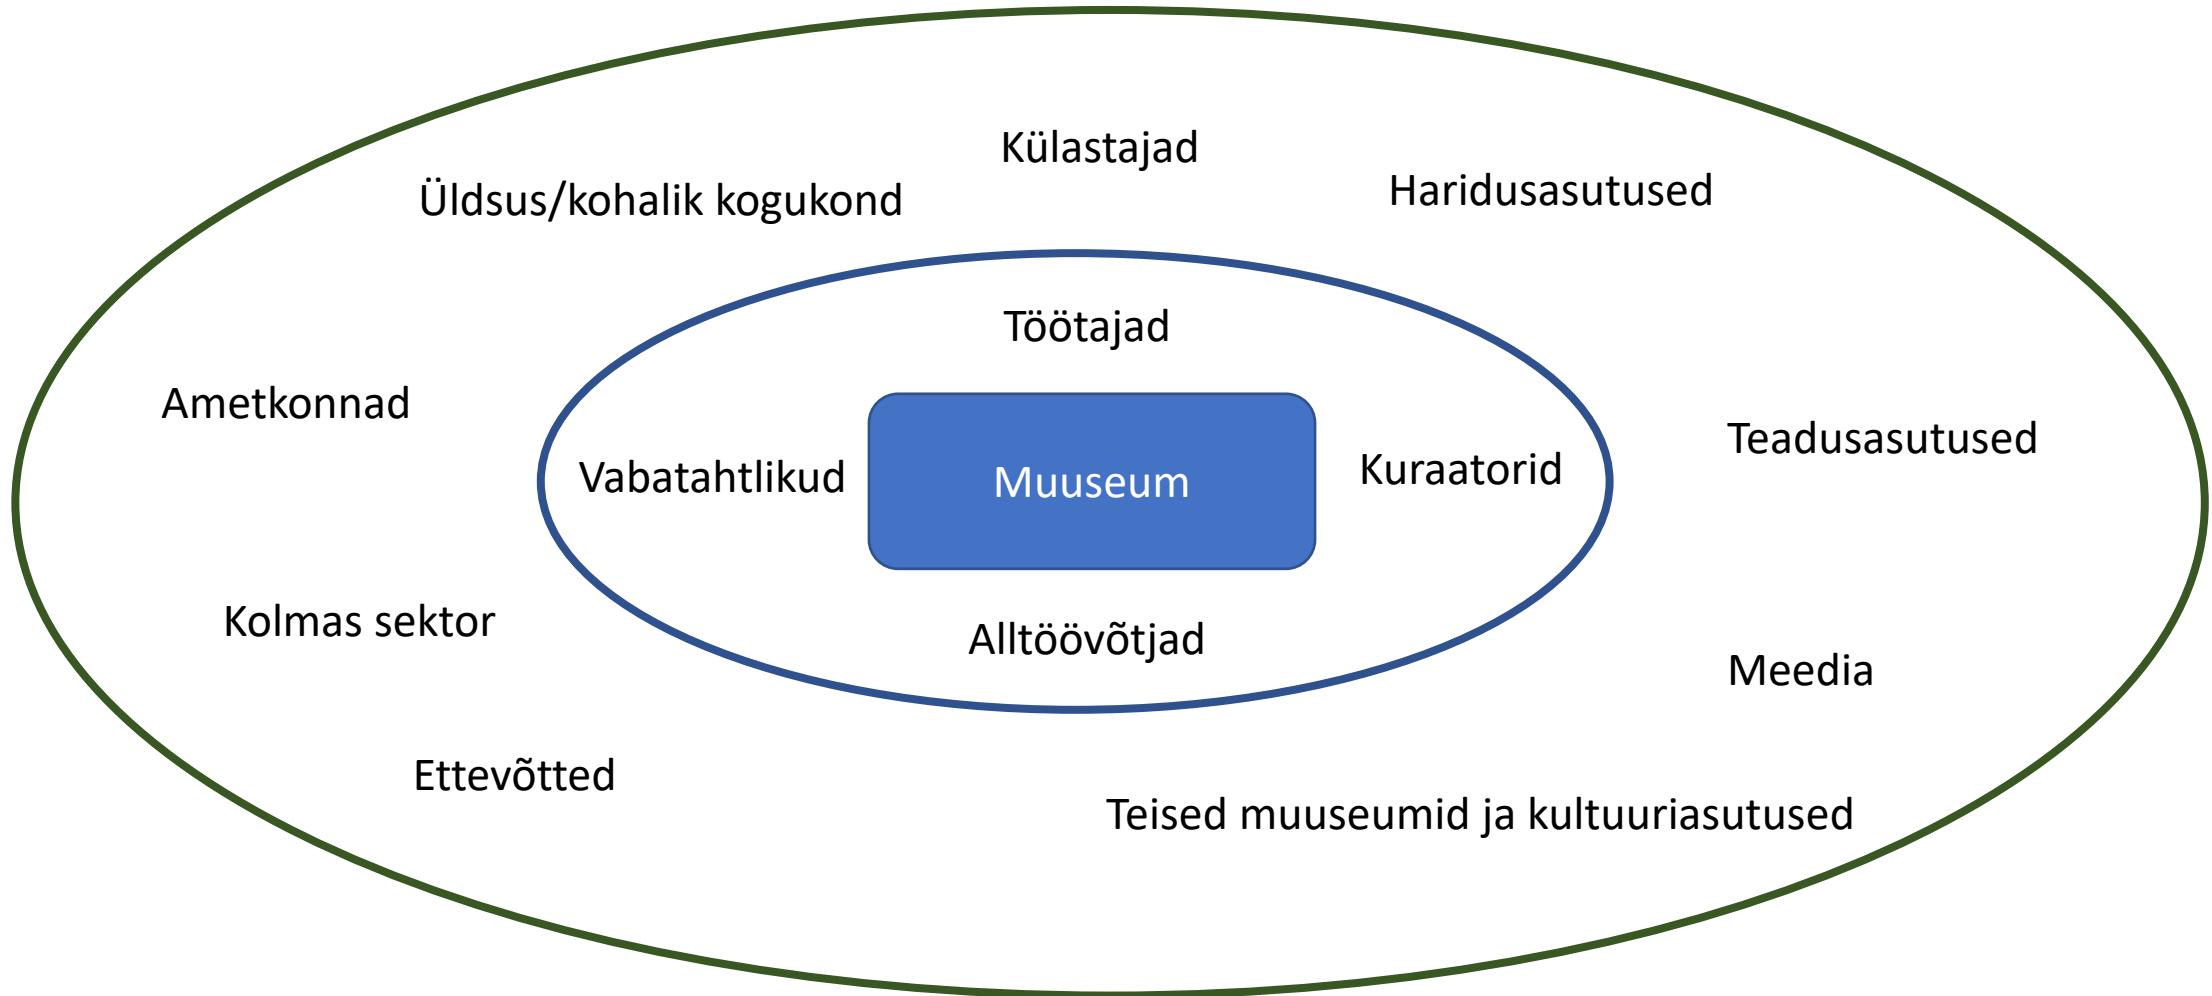 Külastajad
Haridusasutused
Üldsus/kohalik kogukond
Töötajad
Ametkonnad
Teadusasutused
Vabatahtlikud
Muuseum
Kuraatorid
Kolmas sektor
Alltöövõtjad
Meedia
Ettevõtted
Teised muuseumid ja kultuuriasutused